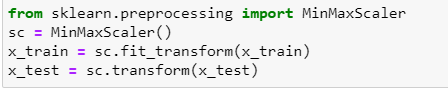 from sklearn.preprocessing import MinMaxScaler
sc = MinMaxScaler()
x_train = sc.fit_transform(x_train)
x_test = sc.transform(x_test)